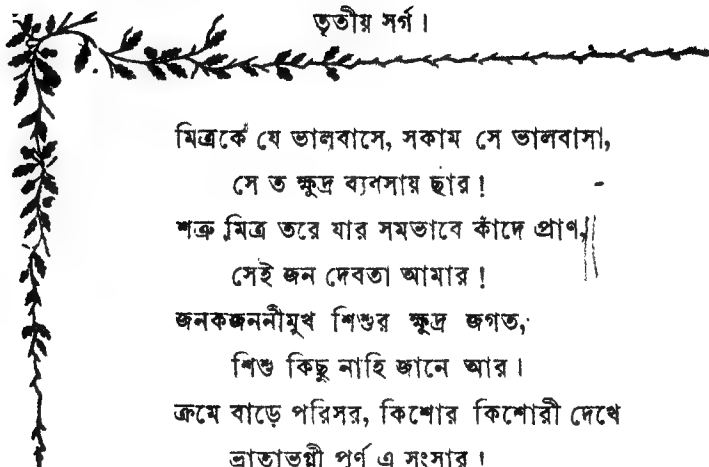 তৃতীয় সর্গ।
মিত্রকে যে ভালবাসে, সকাম সে ভালবাসা,
সে ত ক্ষুদ্র ব্যবসায় ছার!
শত্রু মিত্র তরে যার সমভাবে কাঁদে প্রাণ,
সেই জন দেবতা আমার!
জনকজননীমুখ শিশুর ক্ষুদ্র জগত,
শিশু কিছু নাহি জানে আর।
ক্রমে বাড়ে পরিসর, কিশোর কিশোরী দেখে
ভ্রাতাভগ্নী পূর্ণ এ সংসার।